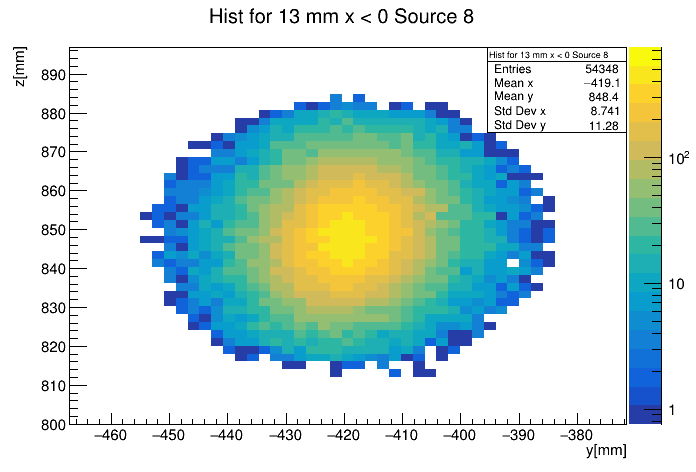 Hist for 13 mm x < 0 Source 8
z[mm]
Hist for 13 mm x < 0 Source 8
Entries 54348
Mean x −419.1
Mean y 848.4
Std Dev x 8.741
Std Dev y 11.28
890
880
870
860
850
840
830
820
810
800
10²
10
1
−460 −450 −440 −430 −420 −410 −400 −390 −380
y[mm]